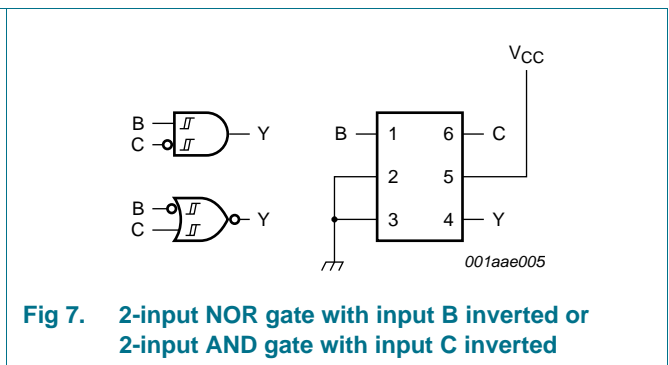 VCC
B
C
Y
B
C
Y
B 1 6 C
2 5
3 4 Y
001aae005
Fig 7. 2-input NOR gate with input B inverted or
2-input AND gate with input C inverted